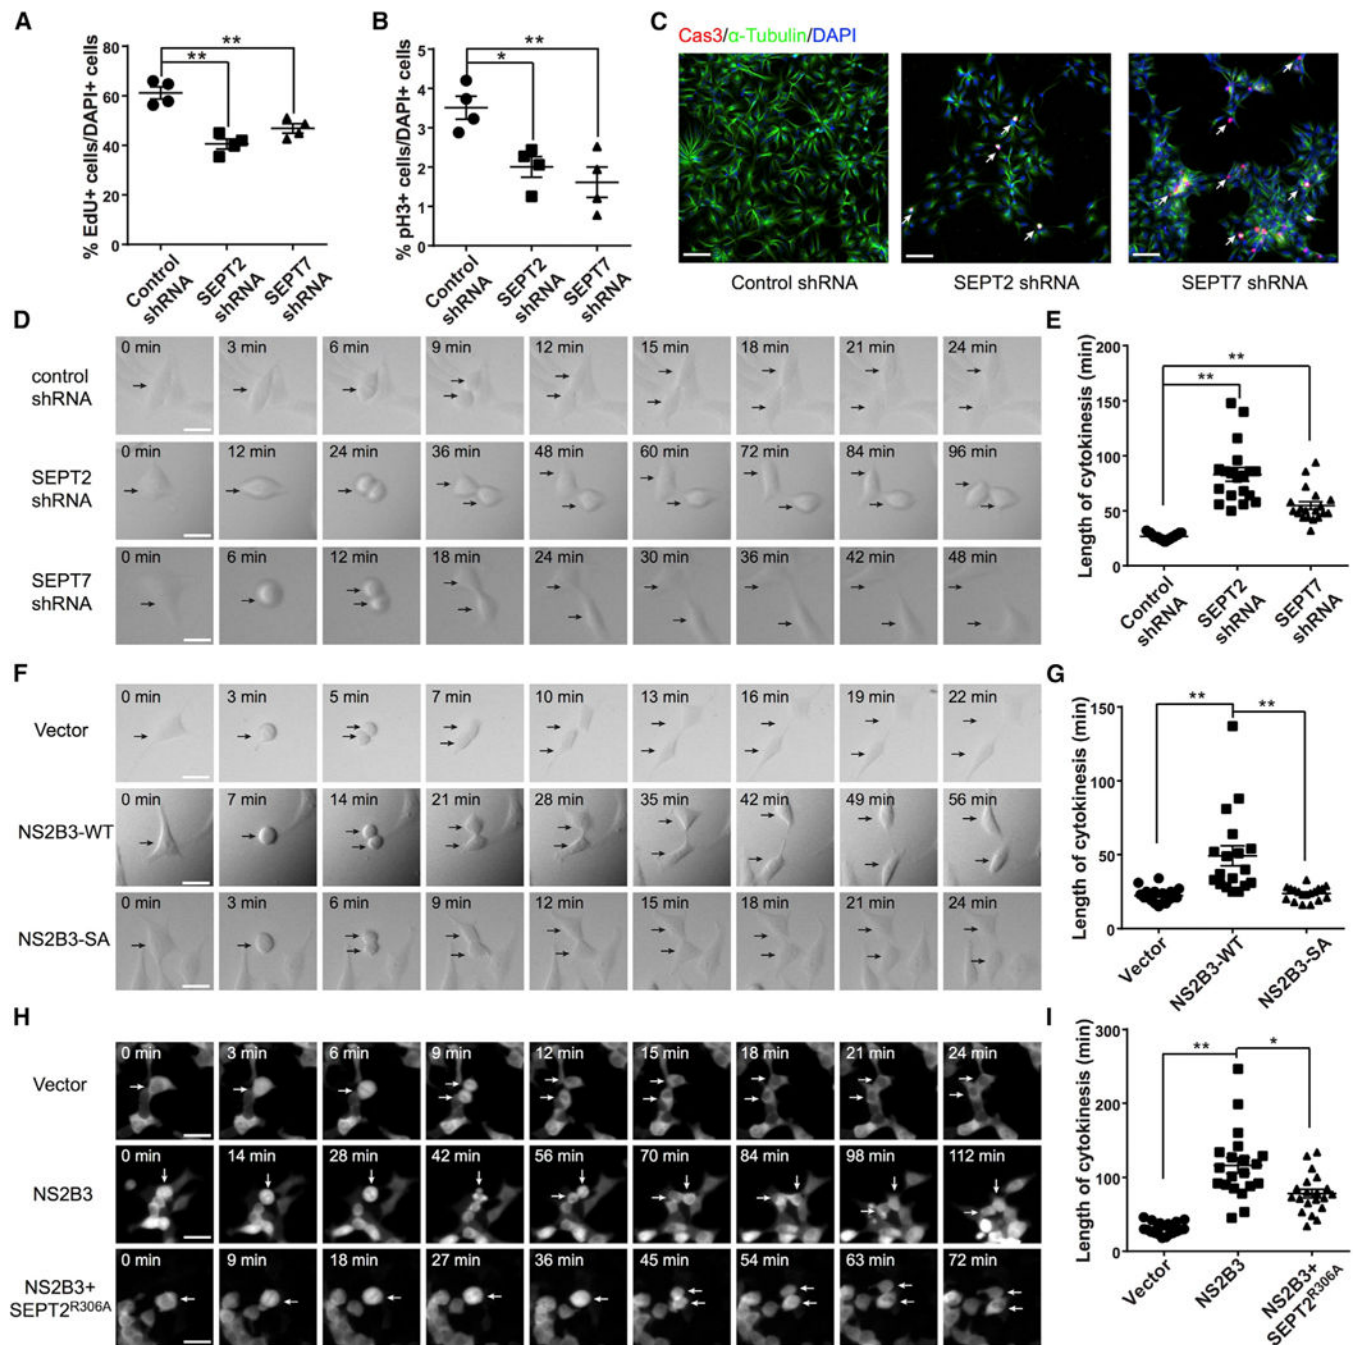 A
% EdU+ cells/DAPI+ cells
80
60
40
20
0
**
**
Control shRNA
SEPT2 shRNA
SEPT7 shRNA
B
% pH3+ cells/DAPI+ cells
5
4
3
2
1
0
**
*
Control shRNA
SEPT2 shRNA
SEPT7 shRNA
C
Cas3/α-Tubulin/DAPI
Control shRNA
SEPT2 shRNA
SEPT7 shRNA
D
control
shRNA
0 min 3 min 6 min 9 min 12 min 15 min 18 min 21 min 24 min
SEPT2
shRNA
0 min 12 min 24 min 36 min 48 min 60 min 72 min 84 min 96 min
SEPT7
shRNA
0 min 6 min 12 min 18 min 24 min 30 min 36 min 42 min 48 min
E
Length of cytokinesis (min)
200
150
100
50
0
**
**
Control shRNA
SEPT2 shRNA
SEPT7 shRNA
F
Vector
0 min 3 min 5 min 7 min 10 min 13 min 16 min 19 min 22 min
NS2B3-WT
0 min 7 min 14 min 21 min 28 min 35 min 42 min 49 min 56 min
NS2B3-SA
0 min 3 min 6 min 9 min 12 min 15 min 18 min 21 min 24 min
G
Length of cytokinesis (min)
150
100
50
0
** **
Vector
NS2B3-WT
NS2B3-SA
H
Vector
0 min 3 min 6 min 9 min 12 min 15 min 18 min 21 min 24 min
NS2B3
0 min 14 min 28 min 42 min 56 min 70 min 84 min 98 min 112 min
NS2B3+
SEPT2R306A
0 min 9 min 18 min 27 min 36 min 45 min 54 min 63 min 72 min
I
Length of cytokinesis (min)
300
200
100
0
** *
Vector
NS2B3
NS2B3+
SEPT2R306A